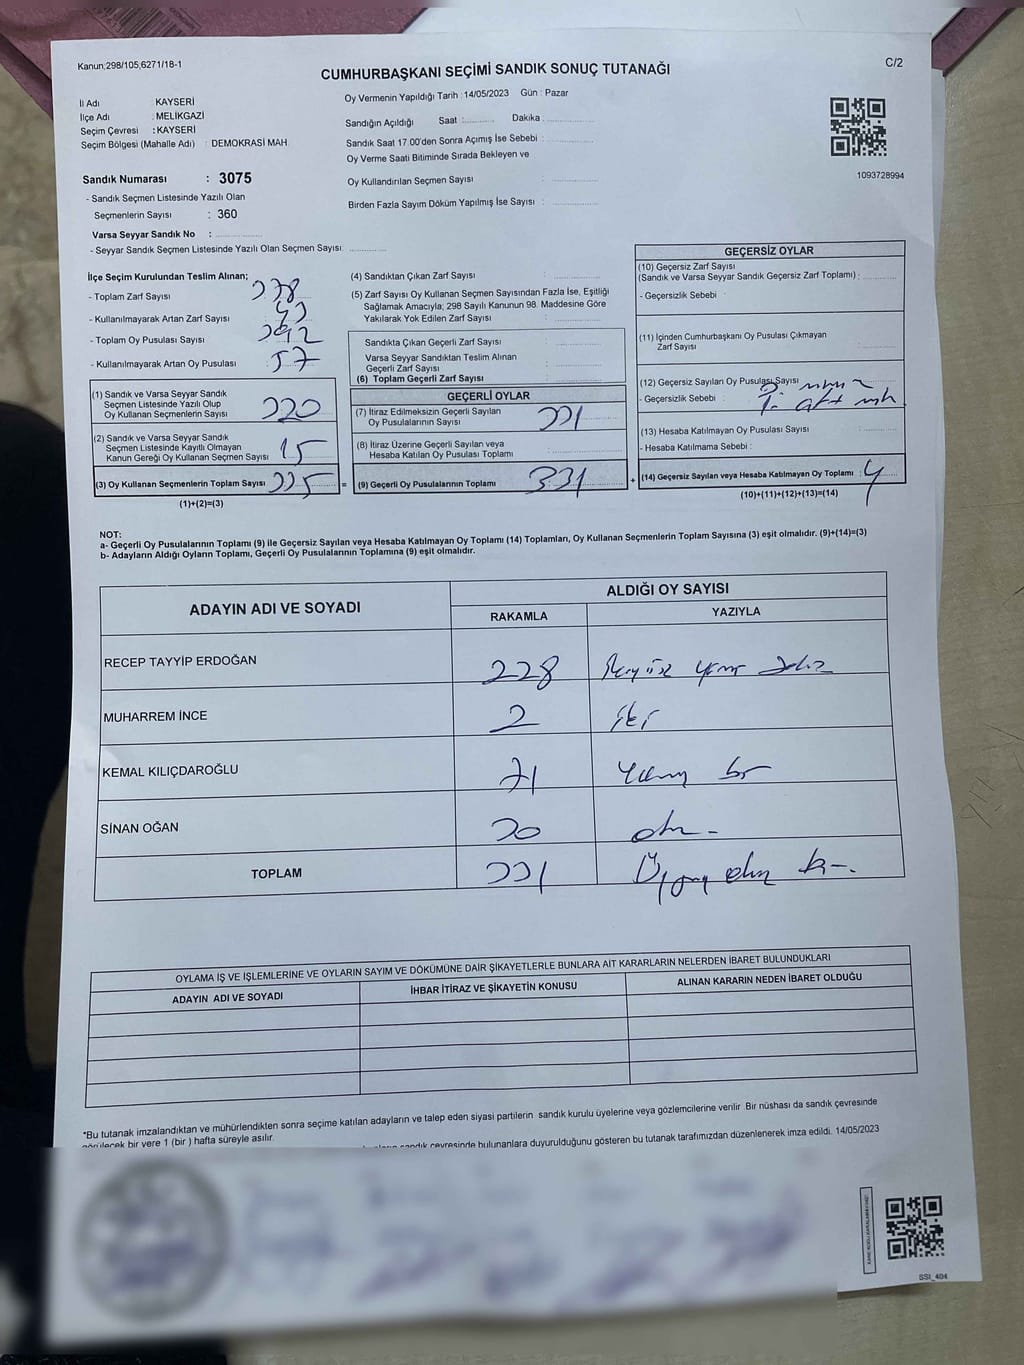 Kanun;298/105,6271/18-1
C/2
CUMHURBAŞKANI SEÇİMİ SANDIK SONUÇ TUTANAĞI
İl Adı KAYSERİ
İlçe Adı : MELİKGAZİ
Seçim Çevresi : KAYSERİ
Seçim Bölgesi (Mahalle Adı) : DEMOKRASİ MAH.
Oy Vermenin Yapıldığı Tarih : 14/05/2023 Gün : Pazar
Sandığın Açıldığı Saat : Dakika :
Sandık Saat 17.00'den Sonra Açımış İse Sebebi :
Oy Verme Saati Bitiminde Sırada Bekleyen ve
Oy Kullandırılan Seçmen Sayısı :
Birden Fazla Sayım Döküm Yapılmış İse Sayısı :
1093728994
Sandık Numarası : 3075
- Sandık Seçmen Listesinde Yazılı Olan
Seçmenlerin Sayısı : 360
Varsa Seyyar Sandık No :
- Seyyar Sandık Seçmen Listesinde Yazılı Olan Seçmen Sayısı:
İlçe Seçim Kurulundan Teslim Alınan;
- Toplam Zarf Sayısı
- Kullanılmayarak Artan Zarf Sayısı
- Toplam Oy Pusulası Sayısı
- Kullanılmayarak Artan Oy Pusulası : 57
(1) Sandık ve Varsa Seyyar Sandık
Seçmen Listesinde Yazılı Olup
Oy Kullanan Seçmenlerin Sayısı 320
(2) Sandık ve Varsa Seyyar Sandık
Seçmen Listesinde Kayıtlı Olmayan
Kanun Gereği Oy Kullanan Seçmen Sayısı 15
(3) Oy Kullanan Seçmenlerin Toplam Sayısı 335
(1)+(2)=(3)
(4) Sandıktan Çıkan Zarf Sayısı :
(5) Zarf Sayısı Oy Kullanan Seçmen Sayısından Fazla İse, Eşitliği
Sağlamak Amacıyla; 298 Sayılı Kanunun 98. Maddesine Göre
Yakılarak Yok Edilen Zarf Sayısı :
Sandıkta Çıkan Geçerli Zarf Sayısı :
Varsa Seyyar Sandıktan Teslim Alınan
Geçerli Zarf Sayısı :
(6) Toplam Geçerli Zarf Sayısı :
=
GEÇERLİ OYLAR
(7) İtiraz Edilmeksizin Geçerli Sayılan
Oy Pusulalarının Sayısı : 331
(8) İtiraz Üzerine Geçerli Sayılan veya
Hesaba Katılan Oy Pusulası Toplamı
(9) Geçerli Oy Pusulalarının Toplamı 331
+
GEÇERSİZ OYLAR
(10) Geçersiz Zarf Sayısı
(Sandık ve Varsa Seyyar Sandık Geçersiz Zarf Toplamı) :
- Geçersizlik Sebebi :
(11) İçinden Cumhurbaşkanı Oy Pusulası Çıkmayan
Zarf Sayısı
(12) Geçersiz Sayılan Oy Pusulası Sayısı
- Geçersizlik Sebebi :
(13) Hesaba Katılmayan Oy Pusulası Sayısı
- Hesaba Katılmama Sebebi :
(14) Geçersiz Sayılan veya Hesaba Katılmayan Oy Toplamı : 4
(10)+(11)+(12)+(13)=(14)
NOT:
a- Geçerli Oy Pusulalarının Toplamı (9) ile Geçersiz Sayılan veya Hesaba Katılmayan Oy Toplamı (14) Toplamları, Oy Kullanan Seçmenlerin Toplam Sayısına (3) eşit olmalıdır. (9)+(14)=(3)
b- Adayların Aldığı Oyların Toplamı, Geçerli Oy Pusulalarının Toplamına (9) eşit olmalıdır.
ADAYIN ADI VE SOYADI
ALDIĞI OY SAYISI
RAKAMLA YAZIYLA
RECEP TAYYİP ERDOĞAN 228 İkiyüz yirmi sekiz
MUHARREM İNCE 2 iki
KEMAL KILIÇDAROĞLU 71 Yetmiş bir
SİNAN OĞAN 30 otuz
TOPLAM 331 Üçyüz otuz bir.
OYLAMA İŞ VE İŞLEMLERİNE VE OYLARIN SAYIM VE DÖKÜMÜNE DAİR ŞİKAYETLERLE BUNLARA AİT KARARLARIN NELERDEN İBARET BULUNDUKLARI
ADAYIN ADI VE SOYADI
İHBAR İTİRAZ VE ŞİKAYETİN KONUSU
ALINAN KARARIN NEDEN İBARET OLDUĞU
*Bu tutanak imzalandıktan ve mühürlendikten sonra seçime katılan adayların ve talep eden siyasi partilerin sandık kurulu üyelerine veya gözlemcilerine verilir. Bir nüshası da sandık çevresinde
görülecek bir yere 1 (bir ) hafta süreyle asılır.
sandık çevresinde bulunanlara duyurulduğunu gösteren bu tutanak tarafımızdan düzenlenerek imza edildi. 14/05/2023
SSI_404